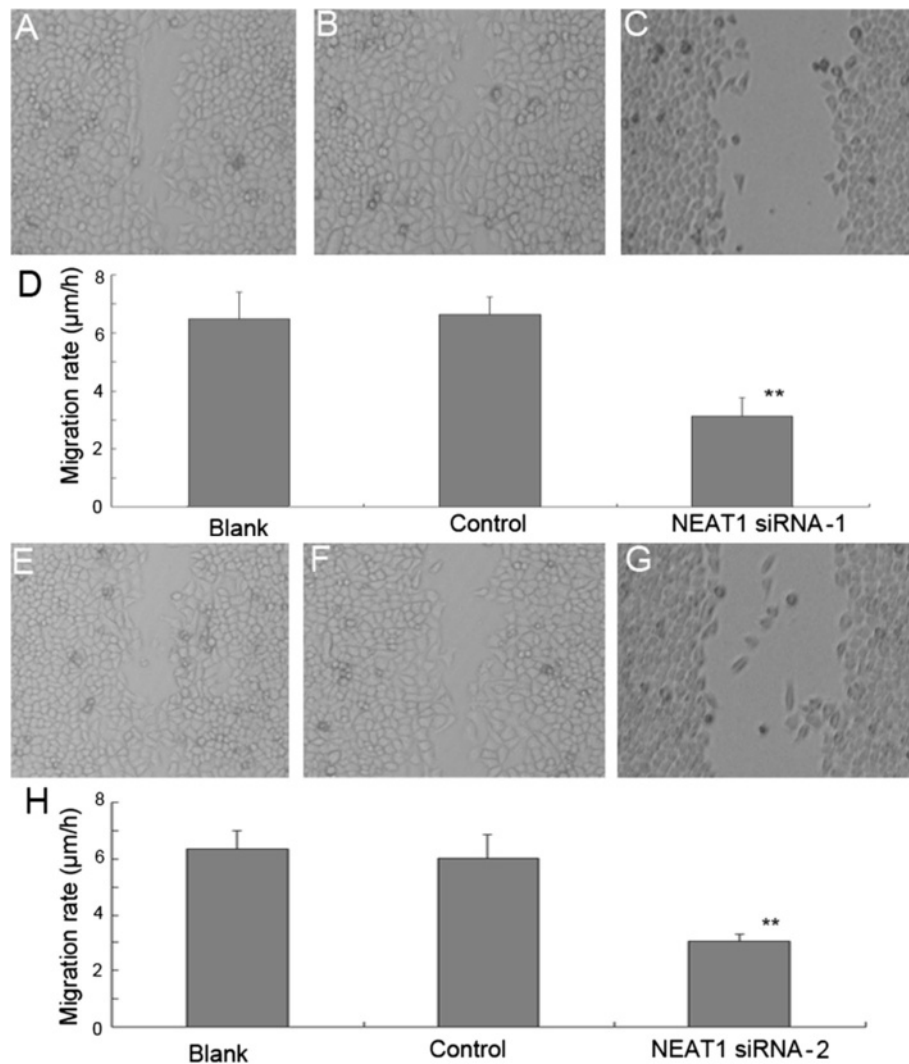 A
B
C
D
Migration rate (µm/h)
8
6
4
2
0
**
Blank
Control
NEAT1 siRNA-1
E
F
G
H
Migration rate (µm/h)
8
6
4
2
0
**
Blank
Control
NEAT1 siRNA-2